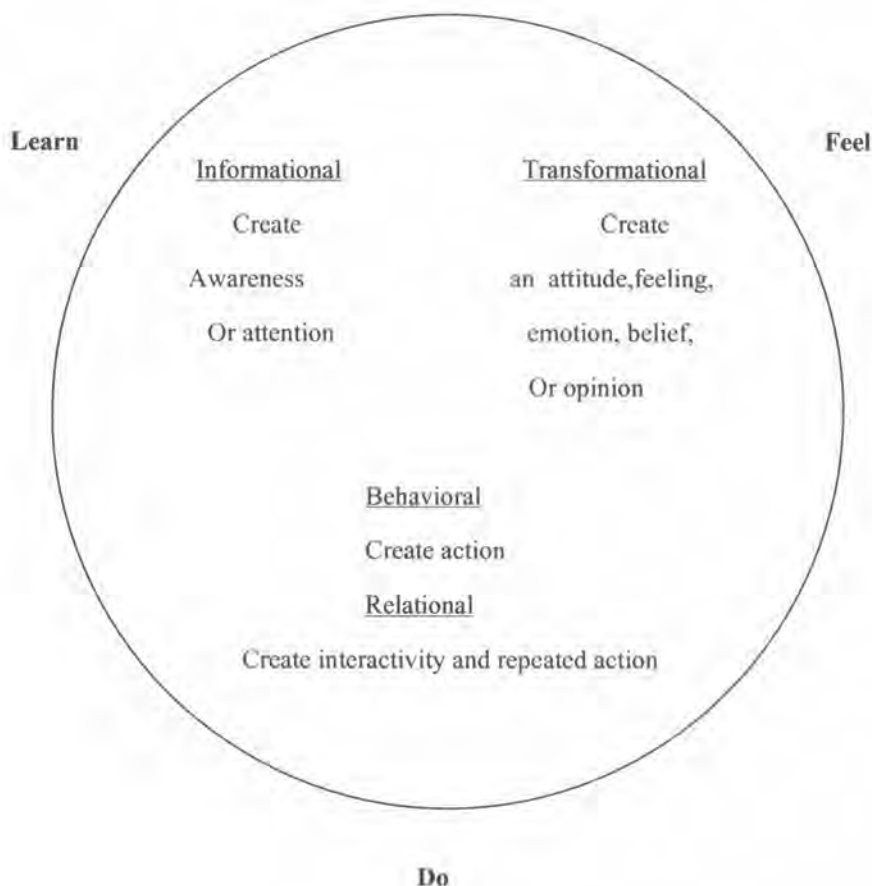 Learn
Feel
Informational
Create
Awareness
Or attention
Transformational
Create
an attitude,feeling,
emotion, belief,
Or opinion
Behavioral
Create action
Relational
Create interactivity and repeated action
Do